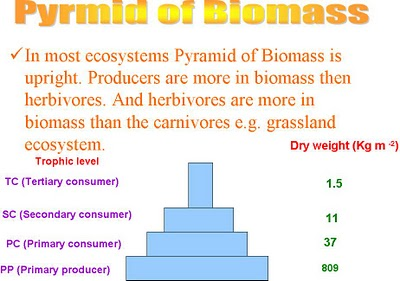 Pyrmid of Biomass
✓In most ecosystems Pyramid of Biomass is
upright. Producers are more in biomass then
herbivores. And herbivores are more in
biomass than the carnivores e.g. grassland
ecosystem.
Dry weight (Kg m -2)
Trophic level
TC (Tertiary consumer) 1.5
SC (Secondary consumer) 11
PC (Primary consumer) 37
PP (Primary producer) 809